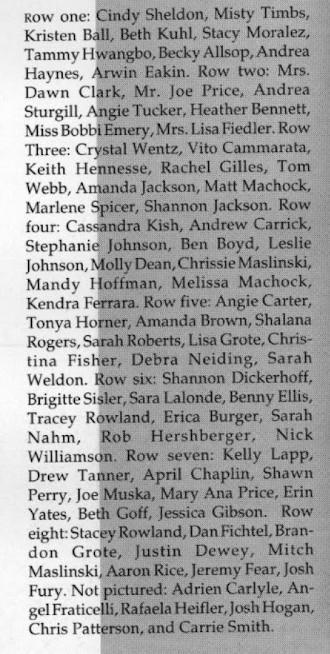 ROW one: Cindy Sheldon, Misty Timbs,
Kristen Ball, Beth Kuhl, Stacy Moralez,
Tammy Hwangbo, Becky Allsop, Andrea
Haynes, Arwin Eakin. Row two: Mrs.
Dawn Clark, Mr. Joe Price, Andrea
Sturgill, Angie Tucker, Heather Bennett,
Miss Bobbi Emery, Mrs. Lisa Fiedler. Row
Three: Crystal Wentz, Vito Cammarata,
Keith Hennesse, Rachel Gilles, Tom
Webb, Amanda Jackson, Matt Machock,
Marlene Spicer, Shannon Jackson. Row
four: Cassandra Kish, Andrew Carrick,
Stephanie Johnson, Ben Boyd, Leslie
Johnson, Molly Dean, Chrissie Maslinski,
Mandy Hoffman, Melissa Machock,
Kendra Ferrara. Row five: Angie Carter,
Tonya Horner, Amanda Brown, Shalana
Rogers, Sarah Roberts, Lisa Grote, Chris-
tina Fisher, Debra Neiding, Sarah
Weldon. Row six: Shannon Dickerhoff,
Brigitte Sisler, Sara Lalonde, Benny Ellis,
Tracey Rowland, Erica Burger, Sarah
Nahm, Rob Hershberger, Nick
Williamson. Row seven: Kelly Lapp,
Drew Tanner, April Chaplin, Shawn
Perry, Joe Muska, Mary Ana Price, Erin
Yates, Beth Goff, Jessica Gibson. Row
eight: Stacey Rowland, Dan Fichtel, Bran-
don Grote, Justin Dewey, Mitch
Maslinski, Aaron Rice, Jeremy Fear, Josh
Fury. Not pictured: Adrien Carlyle, An-
gel Fraticelli, Rafaela Heifler, Josh Hogan,
Chris Patterson, and Carrie Smith.